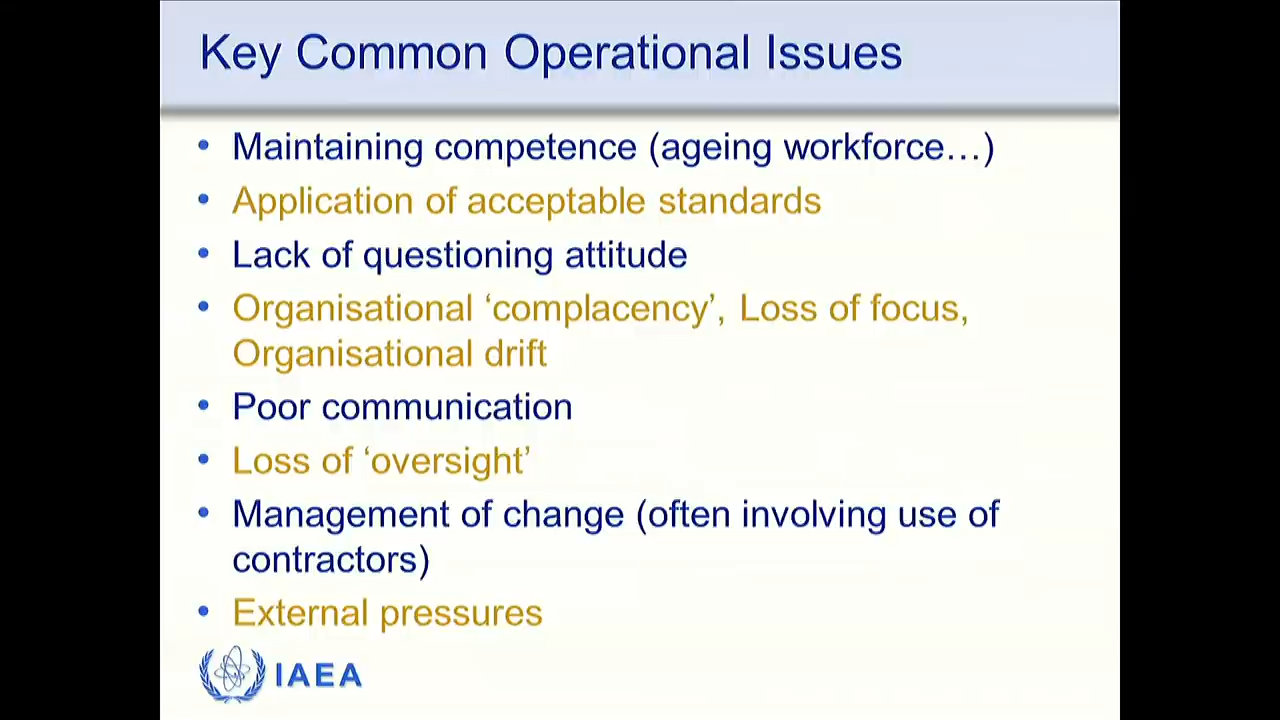 Key Common Operational Issues
• Maintaining competence (ageing workforce…)
• Application of acceptable standards
• Lack of questioning attitude
• Organisational ‘complacency’, Loss of focus,
Organisational drift
• Poor communication
• Loss of ‘oversight’
• Management of change (often involving use of
contractors)
• External pressures
IAEA